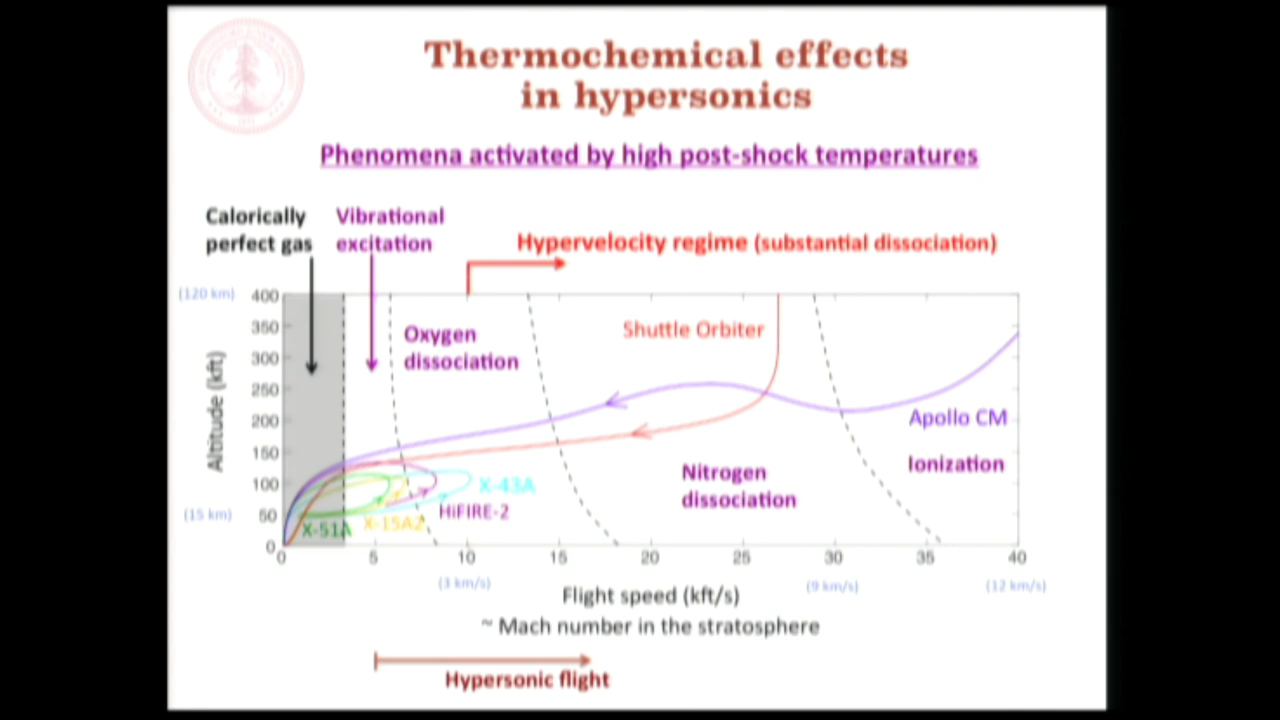 Thermochemical effects
in hypersonics
Phenomena activated by high post-shock temperatures
Calorically
perfect gas
Vibrational
excitation
Hypervelocity regime (substantial dissociation)
(120 km)
400
350
300
250
200
150
100
50
0
(15 km)
Altitude (kft)
Oxygen
dissociation
Shuttle Orbiter
Apollo CM
Ionization
Nitrogen
dissociation
X-43A
HiFIRE-2
X-15A2
X-51A
0 5 10 15 20 25 30 35 40
(3 km/s) (9 km/s) (12 km/s)
Flight speed (kft/s)
~ Mach number in the stratosphere
Hypersonic flight